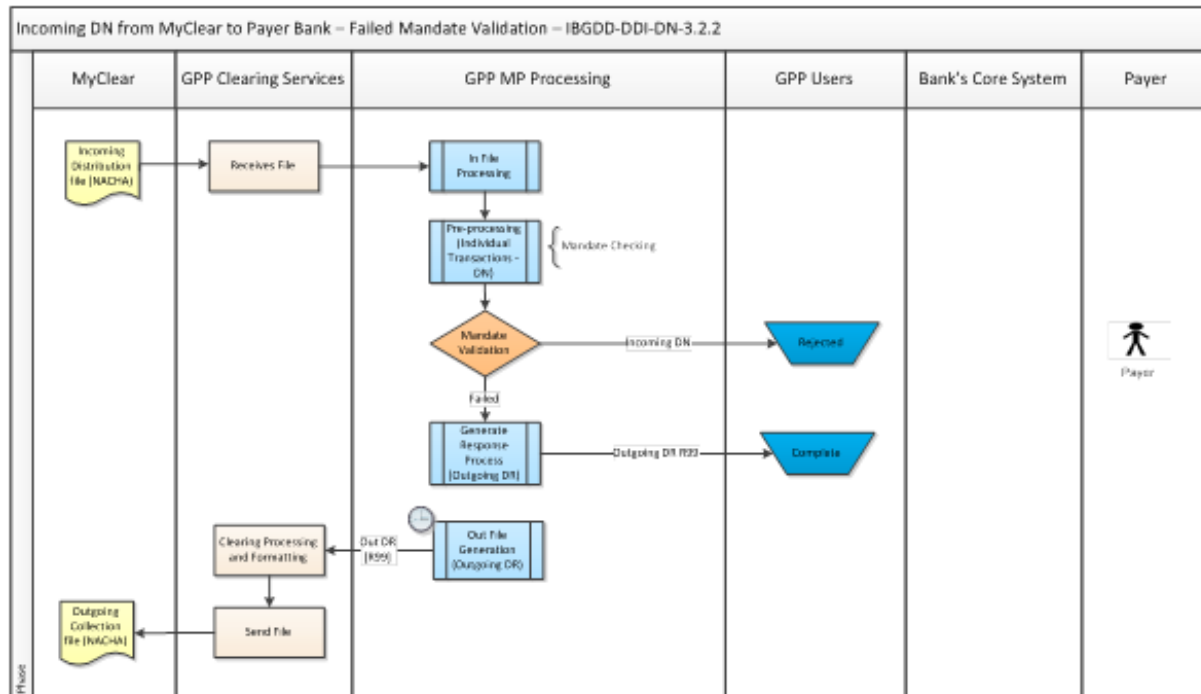 Incoming DN from MyClear to Payer Bank – Failed Mandate Validation – IBGDD-DDI-DN-3.2.2
MyClear
GPP Clearing Services
GPP MP Processing
GPP Users
Bank's Core System
Payer
Incoming
Distribution
file (NACHA)
Receives File
In File
Processing
Pre-processing
(Individual
Transactions -
DN)
Mandate Checking
Mandate
Validation
Incoming DN
Rejected
Payer
Failed
Generate
Response
Process
(Outgoing DR)
Outgoing DR R99
Complete
Clearing Processing
and Formatting
Out DR
(R99)
Out File
Generation
(Outgoing DR)
Outgoing
Collection
file (NACHA)
Send File
Phase